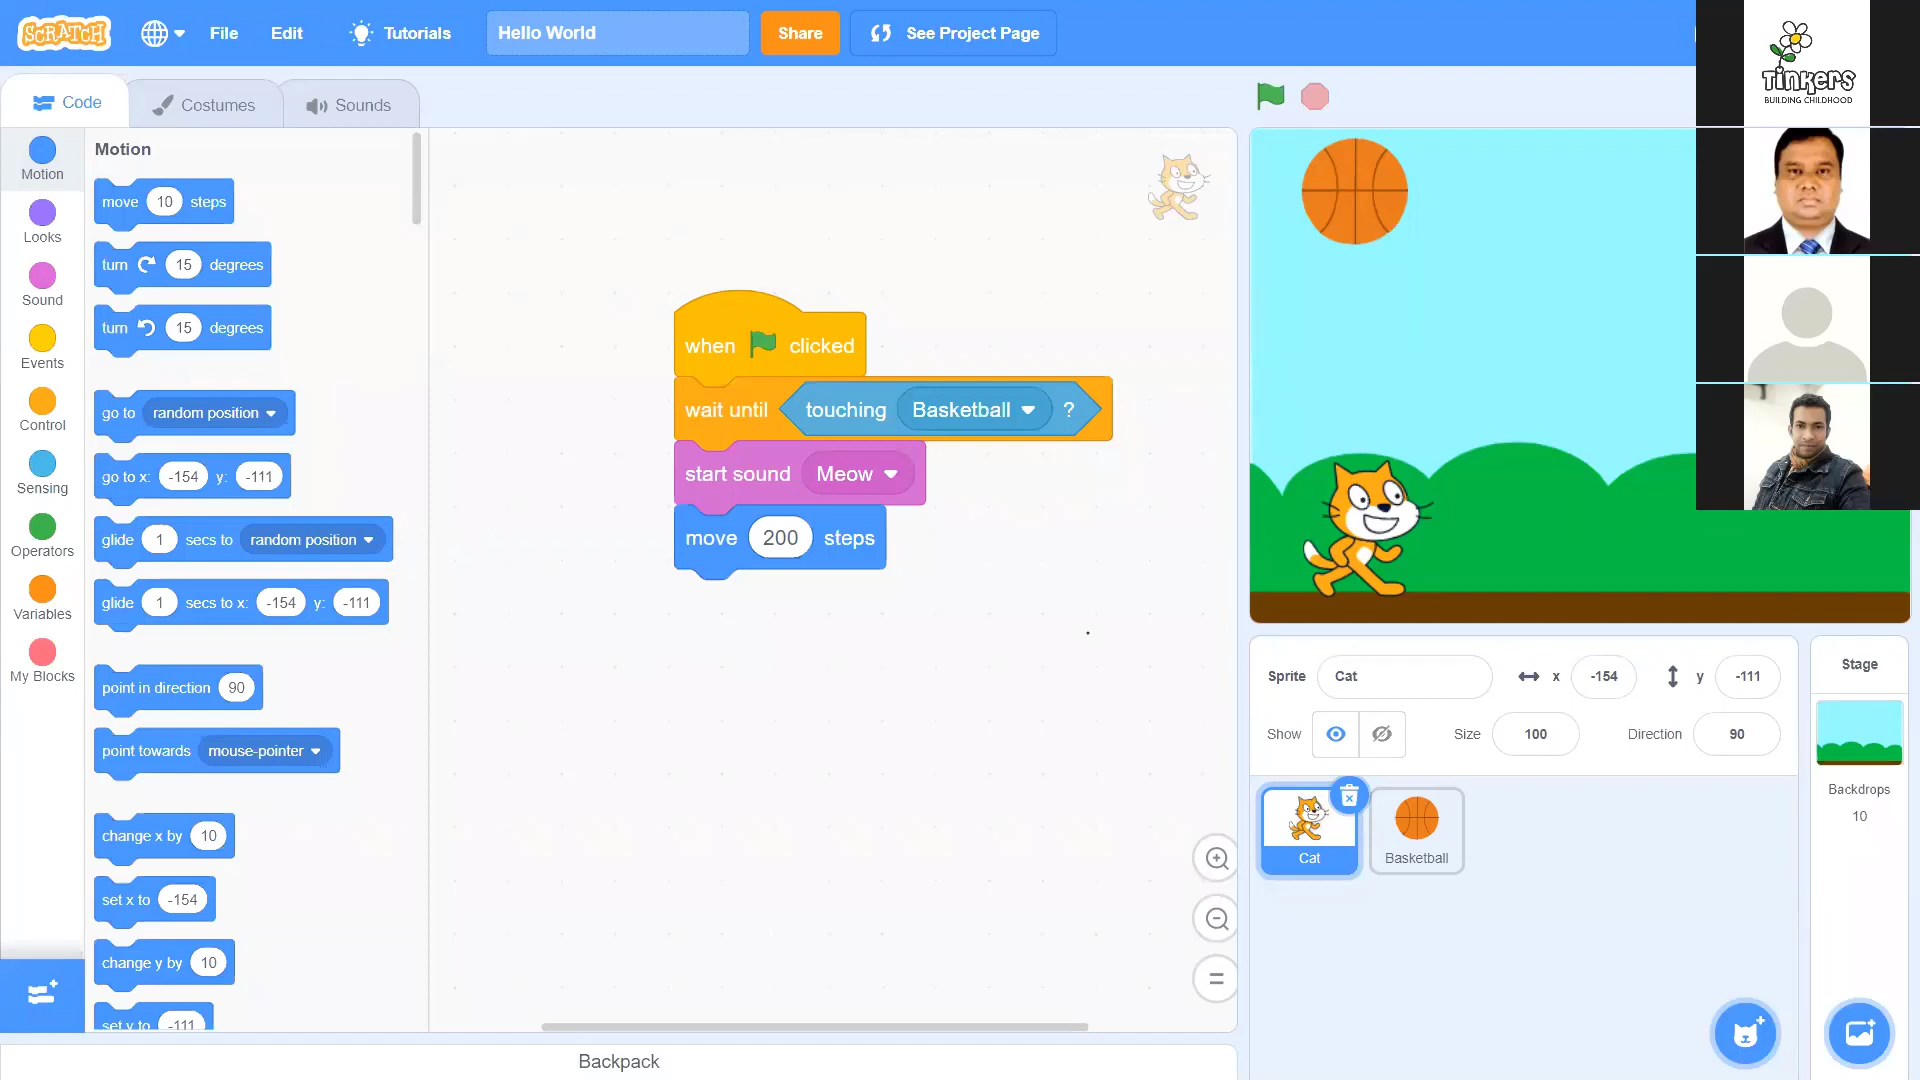 SCRATCH
File
Edit
Tutorials
Hello World
Share
See Project Page
Tinkers
BUILDING CHILDHOOD
Code
Costumes
Sounds
Motion
Looks
Sound
Events
Control
Sensing
Operators
Variables
My Blocks
Motion
move 10 steps
turn 15 degrees
turn 15 degrees
go to random position
go to x: -154 y: -111
glide 1 secs to random position
glide 1 secs to x: -154 y: -111
point in direction 90
point towards mouse-pointer
change x by 10
set x to -154
change y by 10
set y to -111
when clicked
wait until touching Basketball ?
start sound Meow
move 200 steps
Sprite Cat x -154 y -111
Show Size 100 Direction 90
Cat
Basketball
Stage
Backdrops
10
Backpack